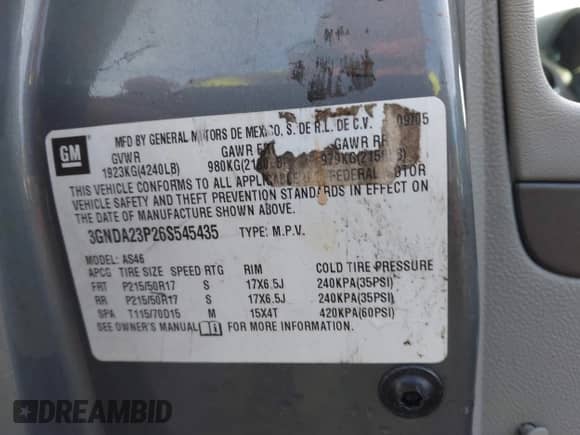 GM
MFD BY GENERAL MOTORS DE MEXICO, S. DE R.L. DE C.V. 09/05
GVWR GAWR GAWR RR
1923KG(4240LB) 980KG( 979KG(
THIS VEHICLE CONFORMS TO ALL FEDERAL MOTOR
VEHICLE SAFETY AND THEFT PREVENTION STANDARDS IN EFFECT ON
THE DATE OF MANUFACTURE SHOWN ABOVE.
3GNDA23P26S545435 TYPE: M.P.V.
MODEL: AS46
APCG TIRE SIZE SPEED RTG RIM COLD TIRE PRESSURE
FRT P215/50R17 S 17X6.5J 240KPA(35PSI)
RR P215/50R17 S 17X6.5J 240KPA(35PSI)
SPA T115/70D15 M 15X4T 420KPA(60PSI)
SEE OWNER'S MANUAL FOR MORE INFORMATION.
DREAMBID